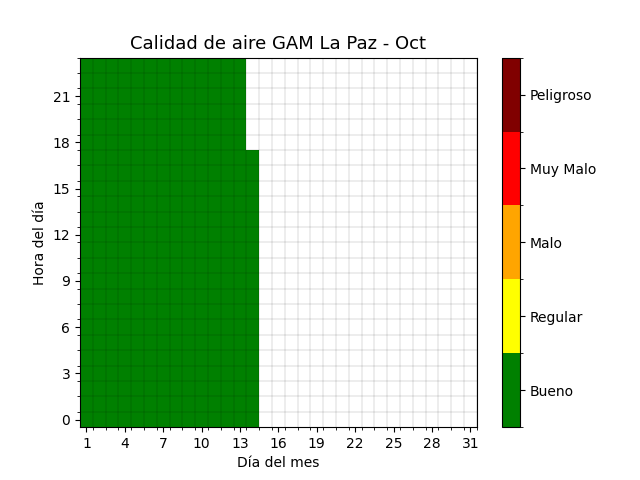 Calidad de aire GAM La Paz - Oct
Hora del día
21
18
15
12
9
6
3
0
1 4 7 10 13 16 19 22 25 28 31
Día del mes
Peligroso
Muy Malo
Malo
Regular
Bueno